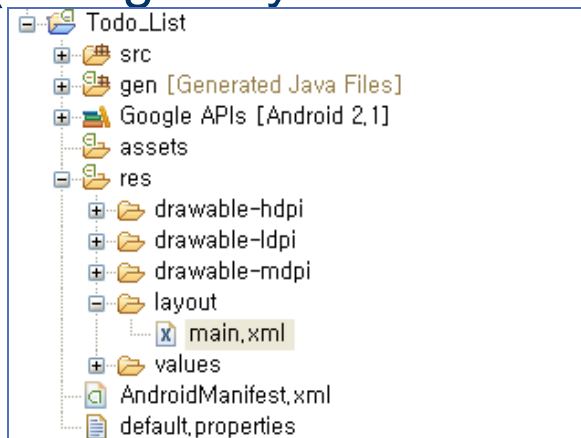 Todo_List
src
gen [Generated Java Files]
Google APIs [Android 2,1]
assets
res
drawable-hdpi
drawable-ldpi
drawable-mdpi
layout
main,xml
values
AndroidManifest,xml
default,properties